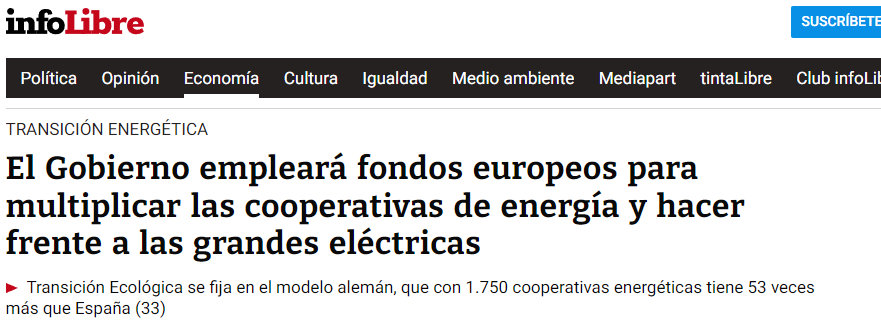 infoLibre
SUSCRÍBETE
Política Opinión Economía Cultura Igualdad Medio ambiente Mediapart tintaLibre Club infoLib
TRANSICIÓN ENERGÉTICA
El Gobierno empleará fondos europeos para
multiplicar las cooperativas de energía y hacer
frente a las grandes eléctricas
Transición Ecológica se fija en el modelo alemán, que con 1.750 cooperativas energéticas tiene 53 veces
más que España (33)